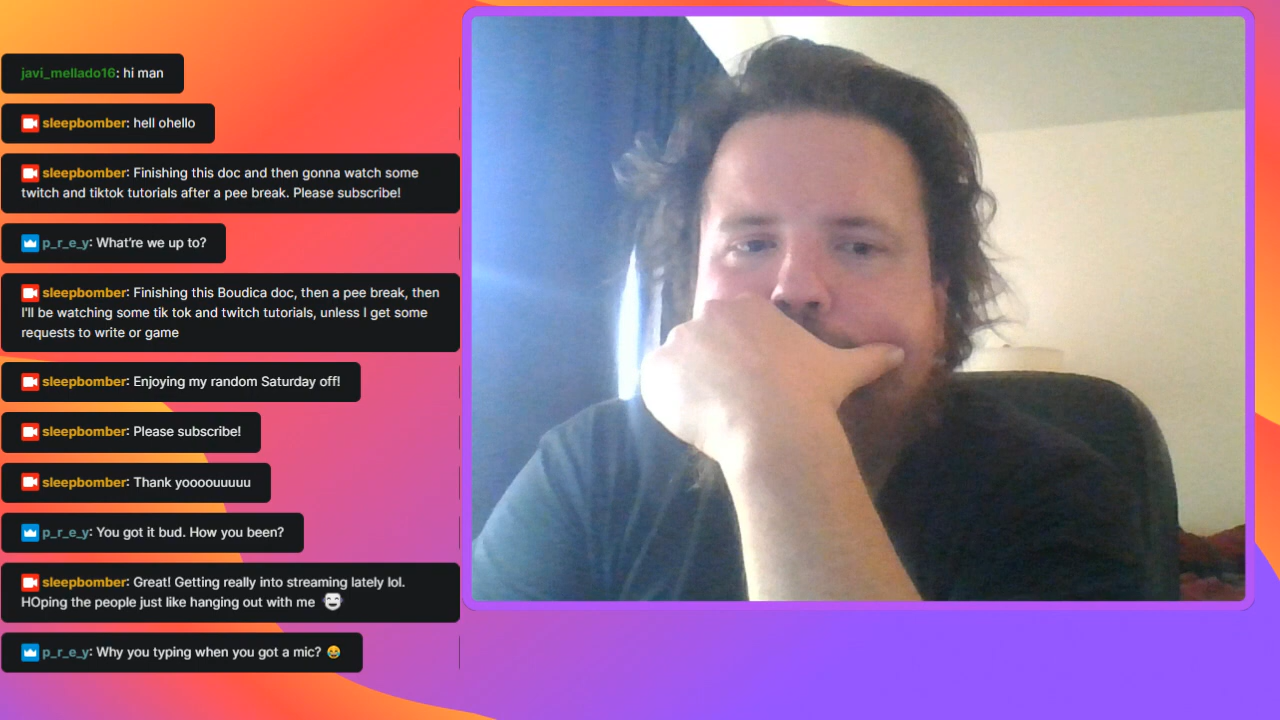 javi_mellado16: hi man
sleepbomber: hell ohello
sleepbomber: Finishing this doc and then gonna watch some
twitch and tiktok tutorials after a pee break. Please subscribe!
p_r_e_y: What're we up to?
sleepbomber: Finishing this Boudica doc, then a pee break, then
I'll be watching some tik tok and twitch tutorials, unless I get some
requests to write or game
sleepbomber: Enjoying my random Saturday off!
sleepbomber: Please subscribe!
sleepbomber: Thank yoooouuuuu
p_r_e_y: You got it bud. How you been?
sleepbomber: Great! Getting really into streaming lately lol.
HOping the people just like hanging out with me
p_r_e_y: Why you typing when you got a mic? 😂